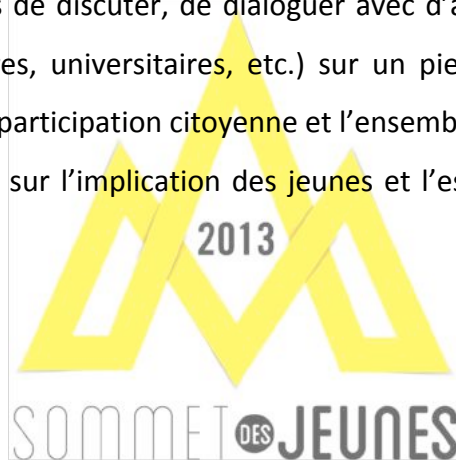 s de discuter, de dialoguer avec d'a
res, universitaires, etc.) sur un pie
participation citoyenne et l'ensemb
sur l'implication des jeunes et l'es
2013
SOMMET DES JEUNES